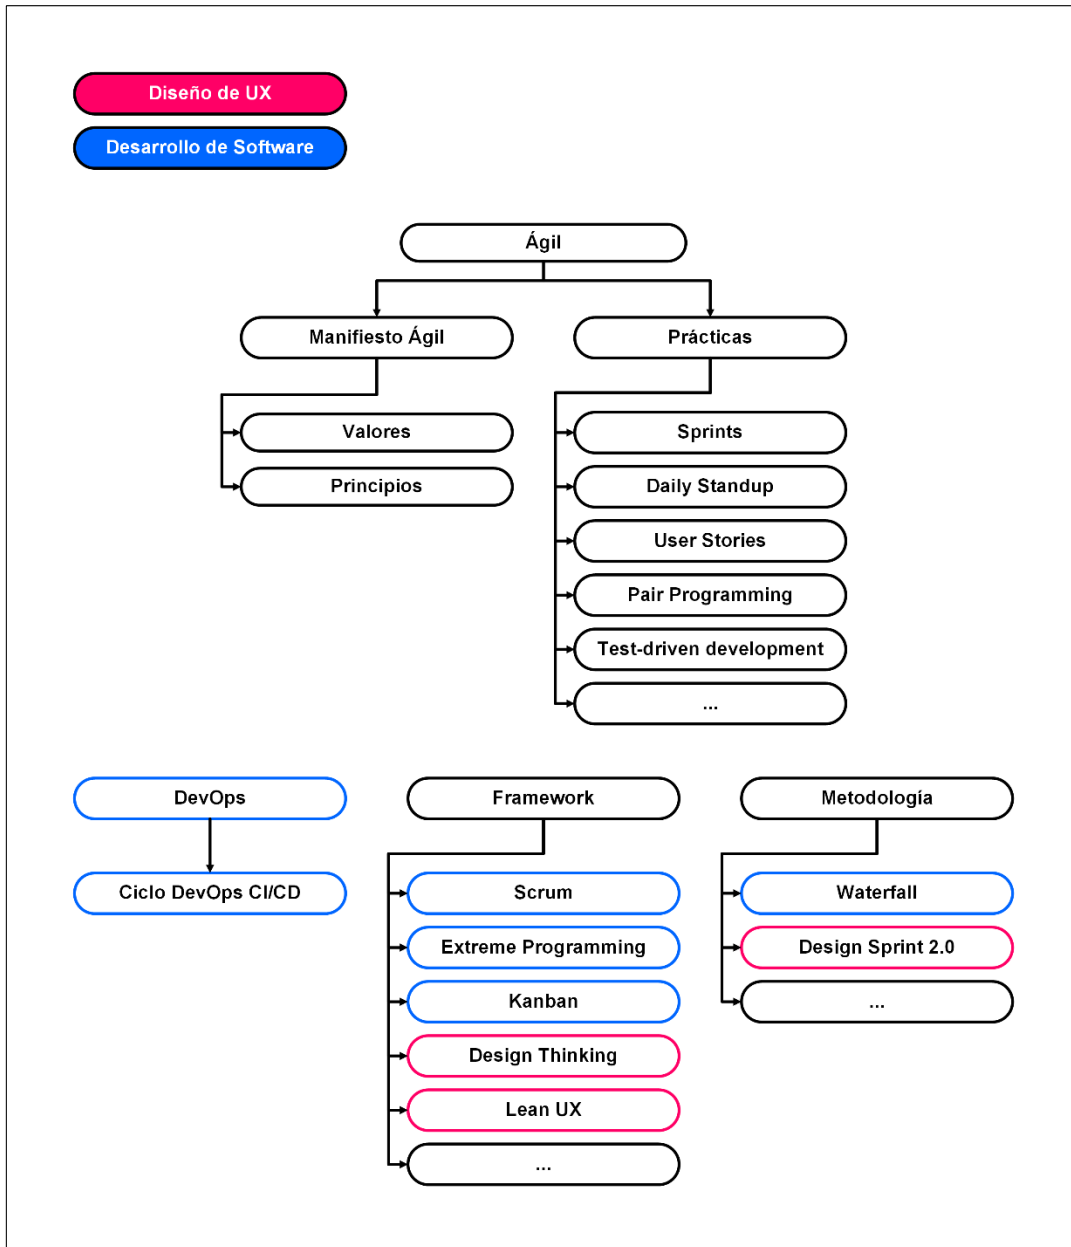 Diseño de UX
Desarrollo de Software
Ágil
Manifiesto Ágil
Prácticas
Valores
Principios
Sprints
Daily Standup
User Stories
Pair Programming
Test-driven development
...
DevOps
Ciclo DevOps CI/CD
Framework
Scrum
Extreme Programming
Kanban
Design Thinking
Lean UX
...
Metodología
Waterfall
Design Sprint 2.0
...